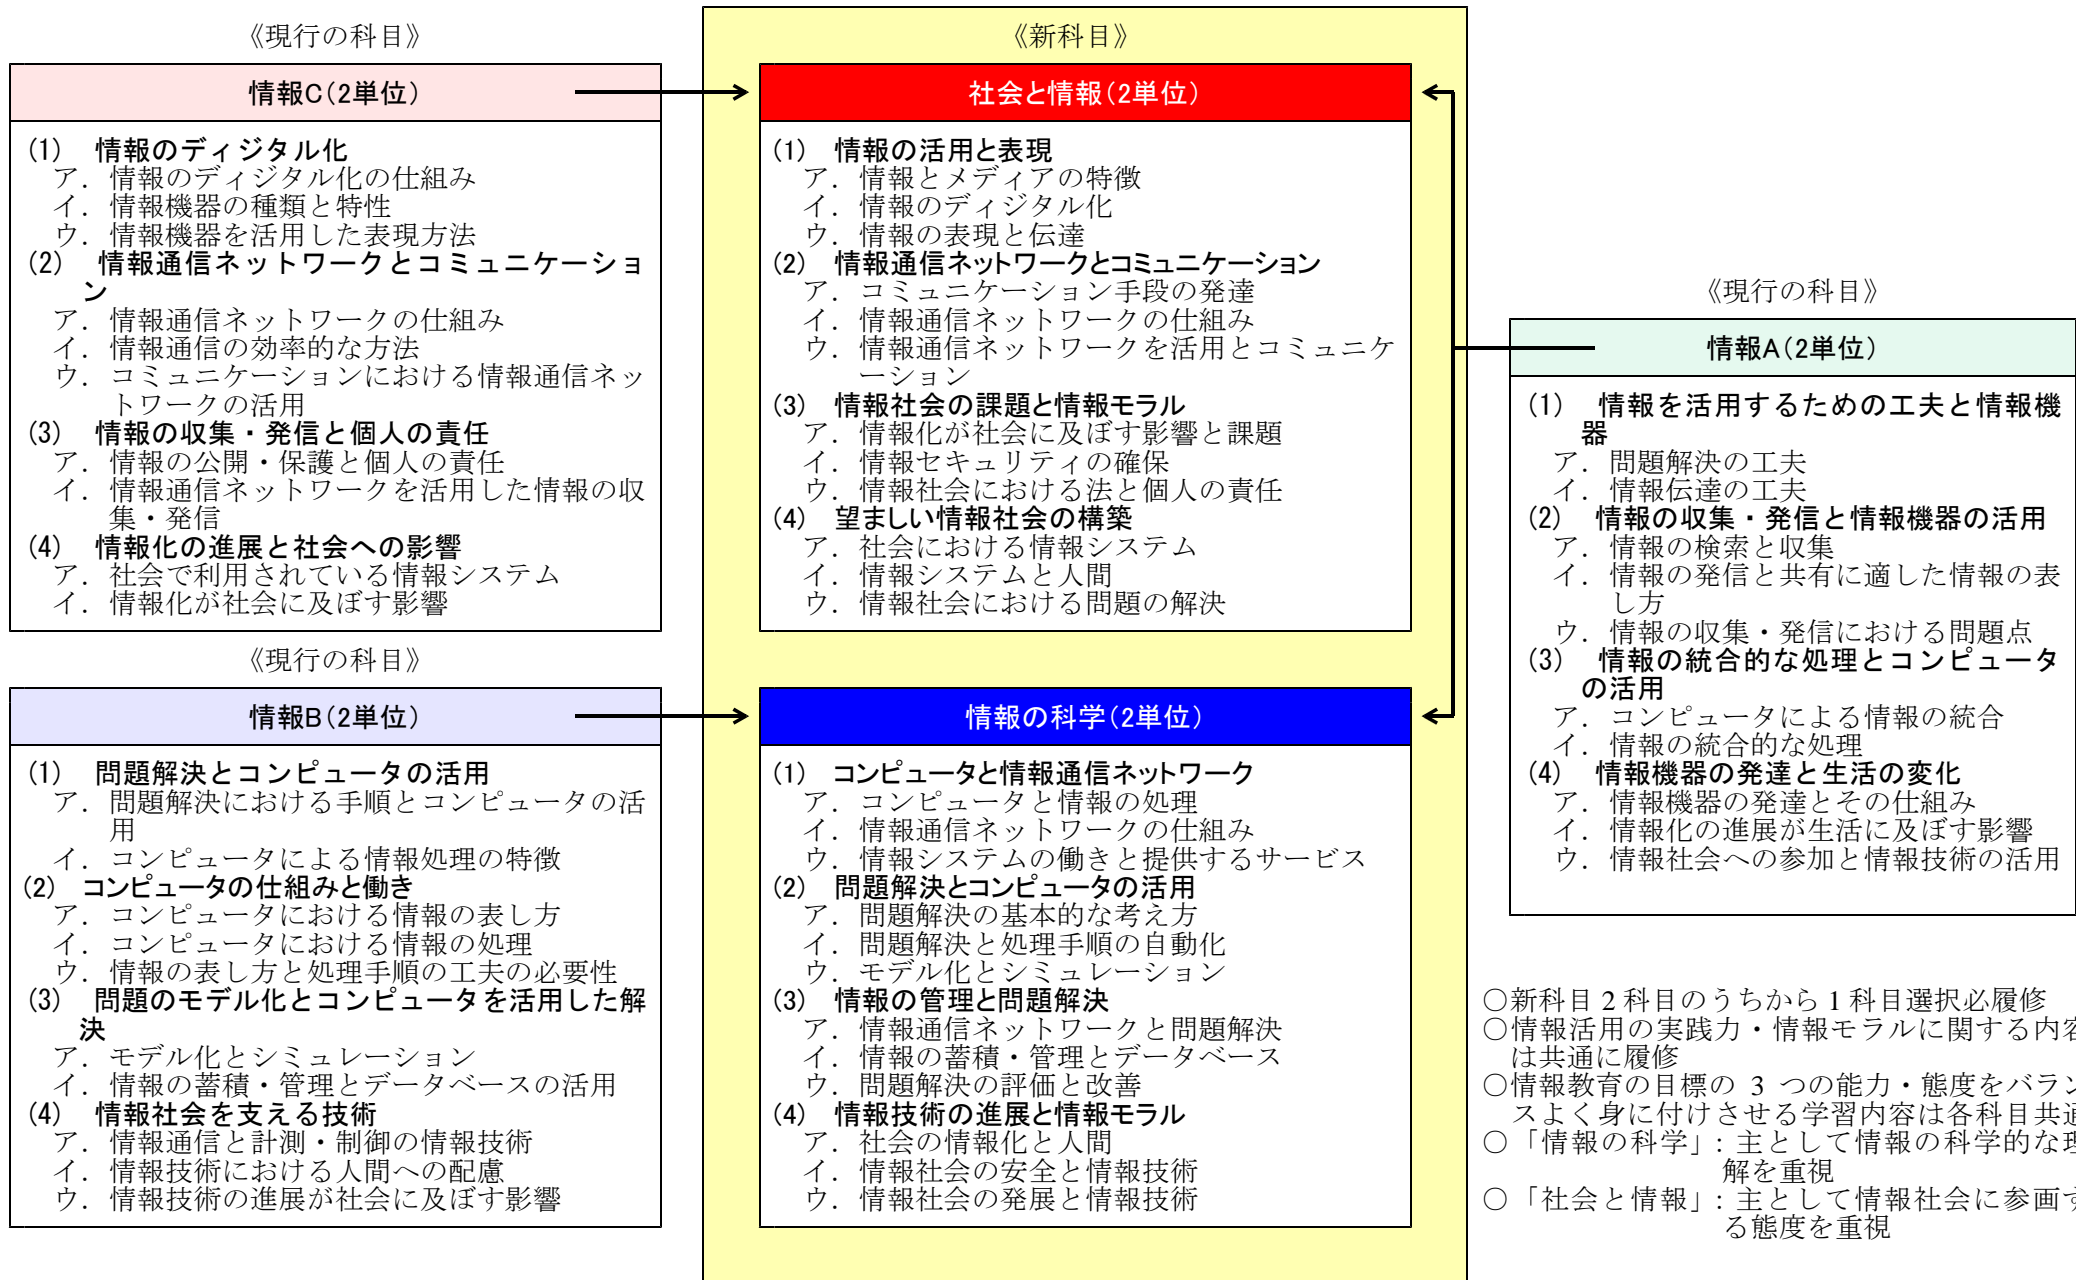 《現行の科目》
情報C(2単位)
(1) 情報のディジタル化
ア．情報のディジタル化の仕組み
イ．情報機器の種類と特性
ウ．情報機器を活用した表現方法
(2) 情報通信ネットワークとコミュニケーショ
ン
ア．情報通信ネットワークの仕組み
イ．情報通信の効率的な方法
ウ．コミュニケーションにおける情報通信ネッ
トワークの活用
(3) 情報の収集・発信と個人の責任
ア．情報の公開・保護と個人の責任
イ．情報通信ネットワークを活用した情報の収
集・発信
(4) 情報化の進展と社会への影響
ア．社会で利用されている情報システム
イ．情報化が社会に及ぼす影響
《現行の科目》
情報B(2単位)
(1) 問題解決とコンピュータの活用
ア．問題解決における手順とコンピュータの活
用
イ．コンピュータによる情報処理の特徴
(2) コンピュータの仕組みと働き
ア．コンピュータにおける情報の表し方
イ．コンピュータにおける情報の処理
ウ．情報の表し方と処理手順の工夫の必要性
(3) 問題のモデル化とコンピュータを活用した解
決
ア．モデル化とシミュレーション
イ．情報の蓄積・管理とデータベースの活用
(4) 情報社会を支える技術
ア．情報通信と計測・制御の情報技術
イ．情報技術における人間への配慮
ウ．情報技術の進展が社会に及ぼす影響
《新科目》
社会と情報(2単位)
(1) 情報の活用と表現
ア．情報とメディアの特徴
イ．情報のディジタル化
ウ．情報の表現と伝達
(2) 情報通信ネットワークとコミュニケーション
ア．コミュニケーション手段の発達
イ．情報通信ネットワークの仕組み
ウ．情報通信ネットワークを活用とコミュニケ
ーション
(3) 情報社会の課題と情報モラル
ア．情報化が社会に及ぼす影響と課題
イ．情報セキュリティの確保
ウ．情報社会における法と個人の責任
(4) 望ましい情報社会の構築
ア．社会における情報システム
イ．情報システムと人間
ウ．情報社会における問題の解決
情報の科学(2単位)
(1) コンピュータと情報通信ネットワーク
ア．コンピュータと情報の処理
イ．情報通信ネットワークの仕組み
ウ．情報システムの働きと提供するサービス
(2) 問題解決とコンピュータの活用
ア．問題解決の基本的な考え方
イ．問題解決と処理手順の自動化
ウ．モデル化とシミュレーション
(3) 情報の管理と問題解決
ア．情報通信ネットワークと問題解決
イ．情報の蓄積・管理とデータベース
ウ．問題解決の評価と改善
(4) 情報技術の進展と情報モラル
ア．社会の情報化と人間
イ．情報社会の安全と情報技術
ウ．情報社会の発展と情報技術
《現行の科目》
情報A(2単位)
(1) 情報を活用するための工夫と情報機
器
ア．問題解決の工夫
イ．情報伝達の工夫
(2) 情報の収集・発信と情報機器の活用
ア．情報の検索と収集
イ．情報の発信と共有に適した情報の表
し方
ウ．情報の収集・発信における問題点
(3) 情報の統合的な処理とコンピュータ
の活用
ア．コンピュータによる情報の統合
イ．情報の統合的な処理
(4) 情報機器の発達と生活の変化
ア．情報機器の発達とその仕組み
イ．情報化の進展が生活に及ぼす影響
ウ．情報社会への参加と情報技術の活用
○新科目2科目のうちから1科目選択必履修
○情報活用の実践力・情報モラルに関する内容
は共通に履修
○情報教育の目標の 3 つの能力・態度をバラン
スよく身に付けさせる学習内容は各科目共通
○「情報の科学」：主として情報の科学的な理
解を重視
○「社会と情報」：主として情報社会に参画す
る態度を重視